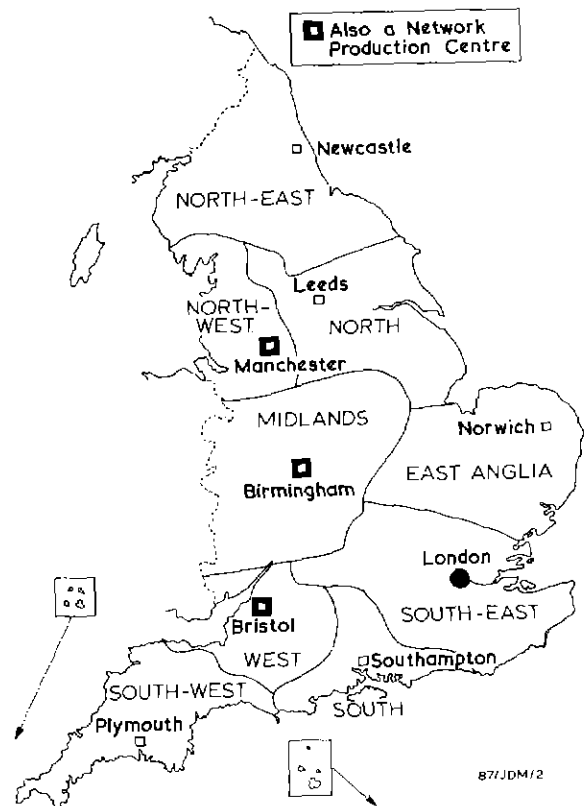 Also a Network
Production Centre
Newcastle
NORTH-EAST
Leeds
NORTH-
WEST
NORTH
Manchester
MIDLANDS
Norwich
EAST ANGLIA
Birmingham
London
SOUTH-EAST
Bristol
WEST
Southampton
SOUTH-WEST
SOUTH
Plymouth
87/JDM/2